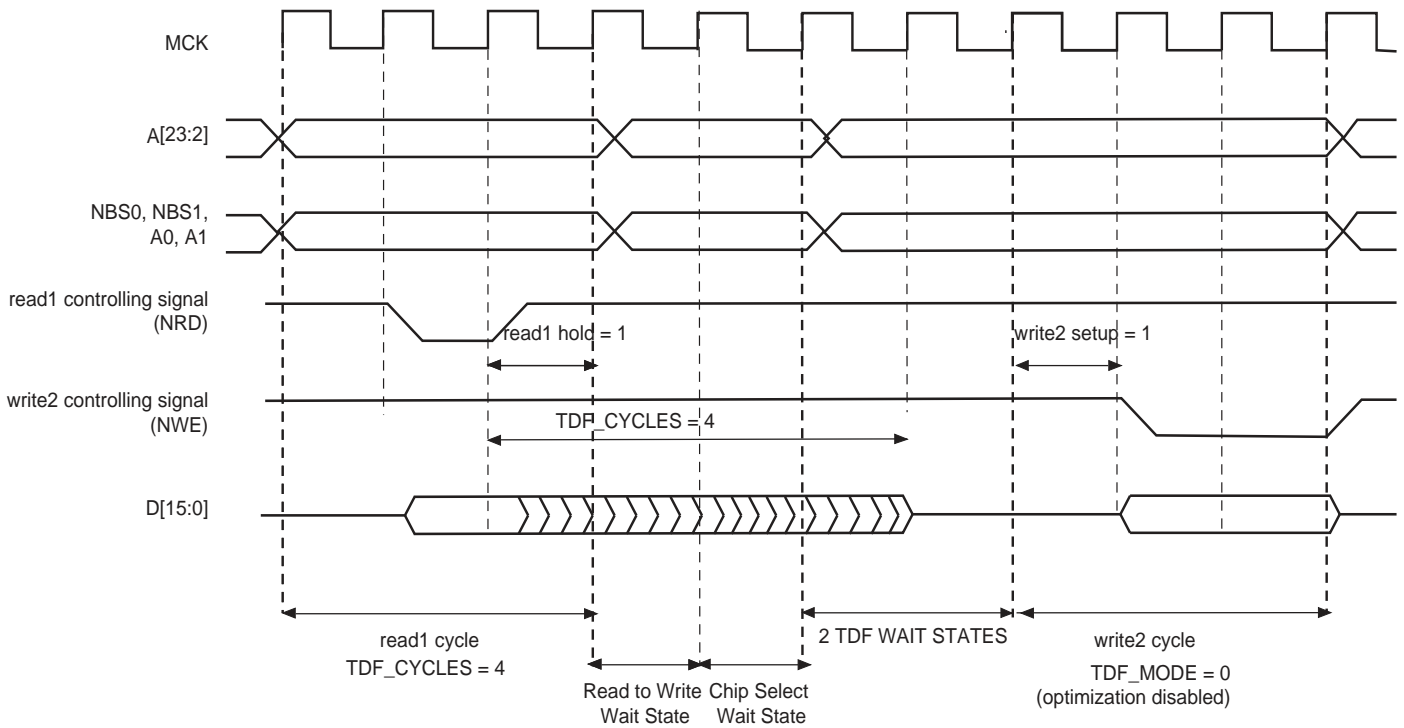 MCK
A[23:2]
NBS0, NBS1,
A0, A1
read1 controlling signal
(NRD)
read1 hold = 1
write2 setup = 1
write2 controlling signal
(NWE)
TDF_CYCLES = 4
D[15:0]
read1 cycle
TDF_CYCLES = 4
Read to Write
Wait State
Chip Select
Wait State
2 TDF WAIT STATES
write2 cycle
TDF_MODE = 0
(optimization disabled)